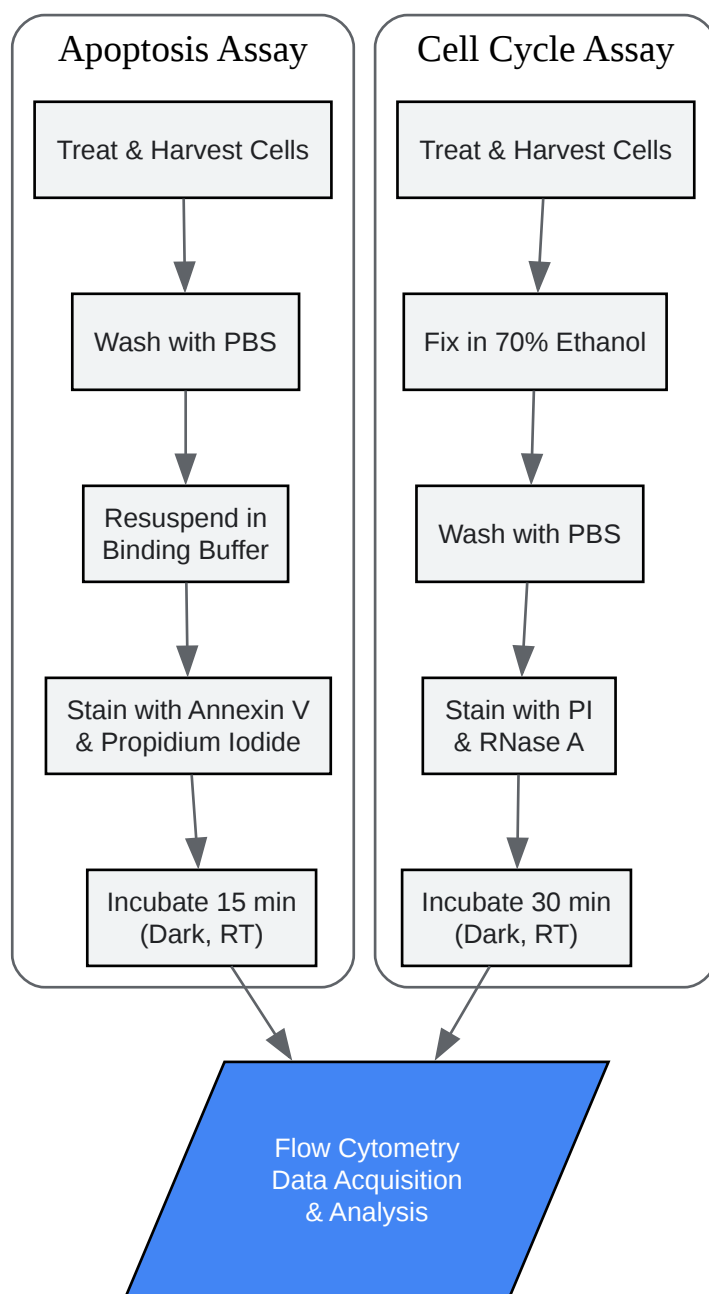 Apoptosis Assay
Treat & Harvest Cells
Wash with PBS
Resuspend in
Binding Buffer
Stain with Annexin V
& Propidium Iodide
Incubate 15 min
(Dark, RT)
Cell Cycle Assay
Treat & Harvest Cells
Fix in 70% Ethanol
Wash with PBS
Stain with PI
& RNase A
Incubate 30 min
(Dark, RT)
Flow Cytometry
Data Acquisition
& Analysis